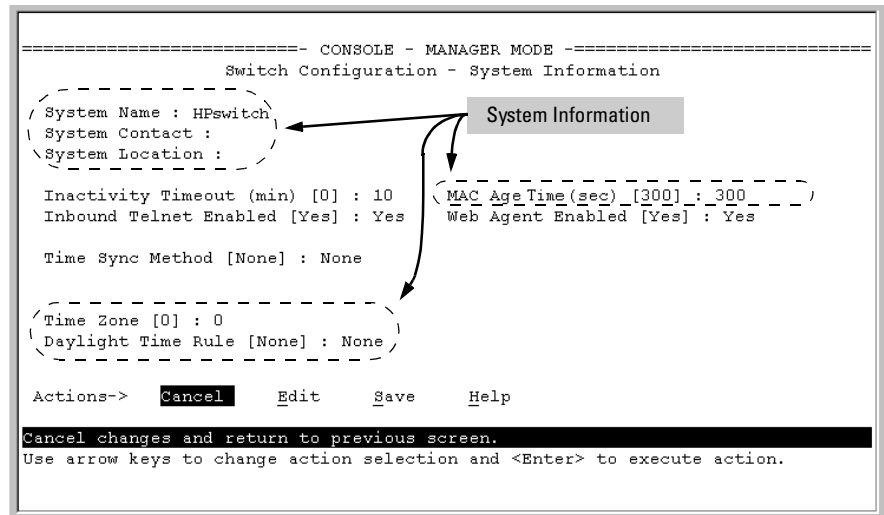 ==========================- CONSOLE - MANAGER MODE -============================
Switch Configuration - System Information
System Name : HPswitch
System Contact :
System Location :
System Information
Inactivity Timeout (min) [0] : 10 MAC Age Time (sec) [300] : 300
Inbound Telnet Enabled [Yes] : Yes Web Agent Enabled [Yes] : Yes
Time Sync Method [None] : None
Time Zone [0] : 0
Daylight Time Rule [None] : None
Actions-> Cancel Edit Save Help
Cancel changes and return to previous screen.
Use arrow keys to change action selection and <Enter> to execute action.